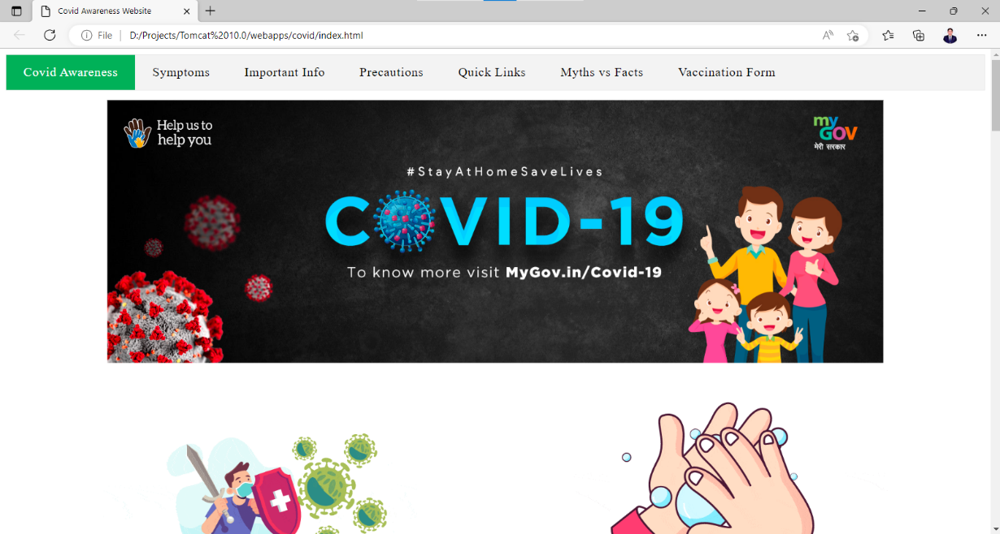 Covid Awareness Website
File
D:/Projects/Tomcat%2010.0/webapps/covid/index.html
Covid Awareness
Symptoms
Important Info
Precautions
Quick Links
Myths vs Facts
Vaccination Form
Help us to
help you
my
GOV
मेरी सरकार
#StayAtHomeSaveLives
COVID-19
To know more visit MyGov.in/Covid-19